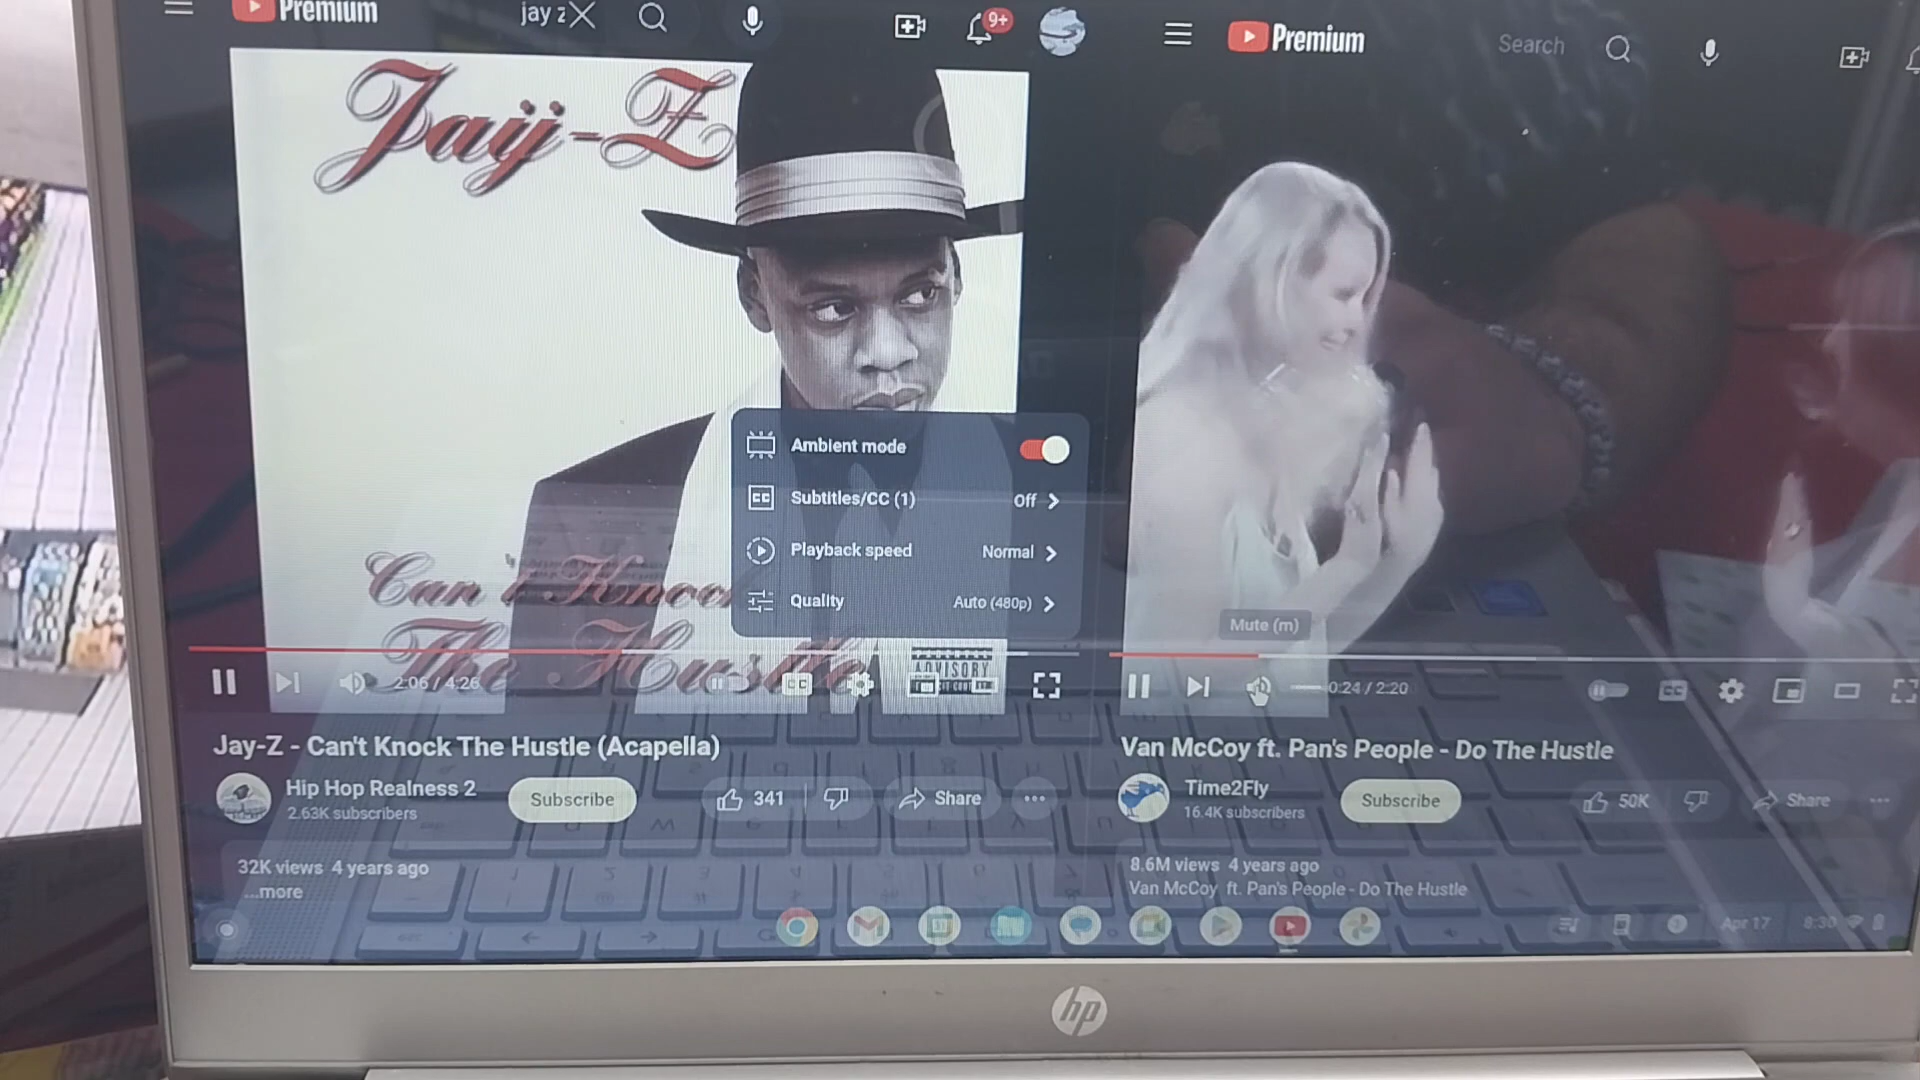 Premium
jay z
9+
Premium
Search
Jaÿ-Z
Ambient mode
Subtitles/CC (1) Off
Playback speed Normal
Quality Auto (480p)
Can't Knock
The Hustle
ADVISORY
Mute (m)
2:06 / 4:26
0:24 / 2:20
Jay-Z - Can't Knock The Hustle (Acapella)
Hip Hop Realness 2
2.63K subscribers
Subscribe
341
Share
32K views 4 years ago
...more
Van McCoy ft. Pan's People - Do The Hustle
Time2Fly
16.4K subscribers
Subscribe
50K
Share
8.6M views 4 years ago
Van McCoy ft. Pan's People - Do The Hustle
Apr 17
8:30
hp